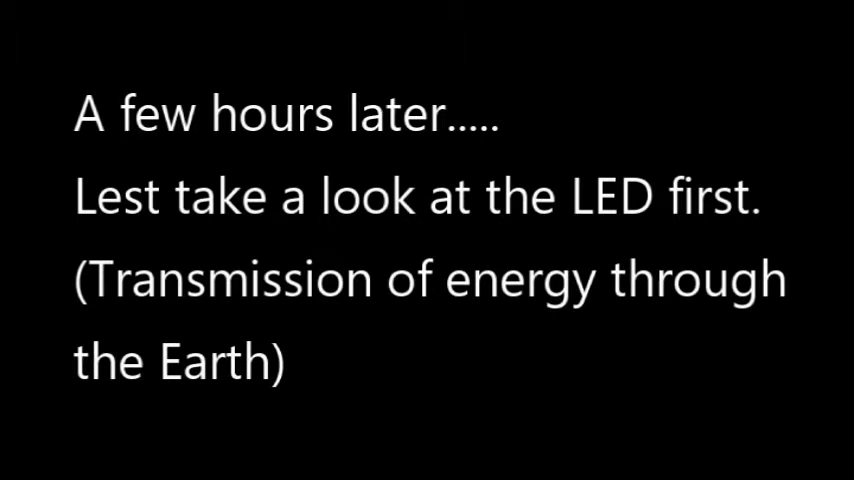 A few hours later.....
Lest take a look at the LED first.
(Transmission of energy through
the Earth)